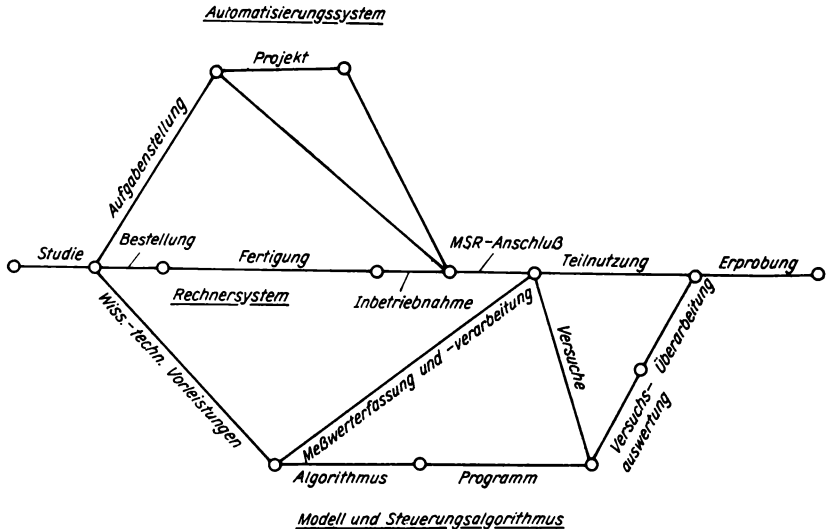 Automatisierungssystem
Projekt
Aufgabenstellung
Studie
Bestellung
Fertigung
MSR-Anschluß
Teilnutzung
Erprobung
Rechnersystem
Inbetriebnahme
Wiss.-techn. Vorleistungen
Meßwerterfassung und -verarbeitung
Versuche
Überarbeitung
Versuchs-
auswertung
Algorithmus
Programm
Modell und Steuerungsalgorithmus